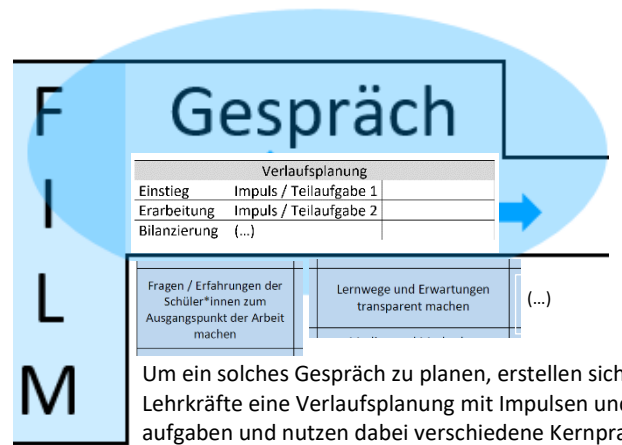 FILM
Gespräch
Verlaufsplanung
Einstieg Impuls / Teilaufgabe 1
Erarbeitung Impuls / Teilaufgabe 2
Bilanzierung (...)
Fragen / Erfahrungen der
Schüler*innen zum
Ausgangspunkt der Arbeit
machen
Lernwege und Erwartungen
transparent machen
(...)
Um ein solches Gespräch zu planen, erstellen sich
Lehrkräfte eine Verlaufsplanung mit Impulsen und
aufgaben und nutzen dabei verschiedene Kernpra